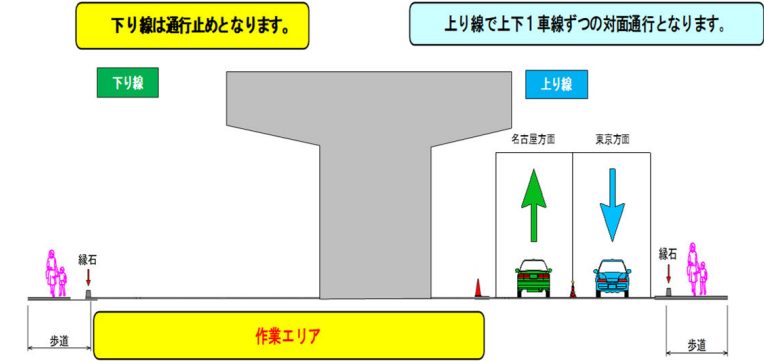 下り線は通行止めとなります。
上り線で上下１車線ずつの対面通行となります。
下り線
上り線
名古屋方面
東京方面
縁石
縁石
歩道
作業エリア
歩道